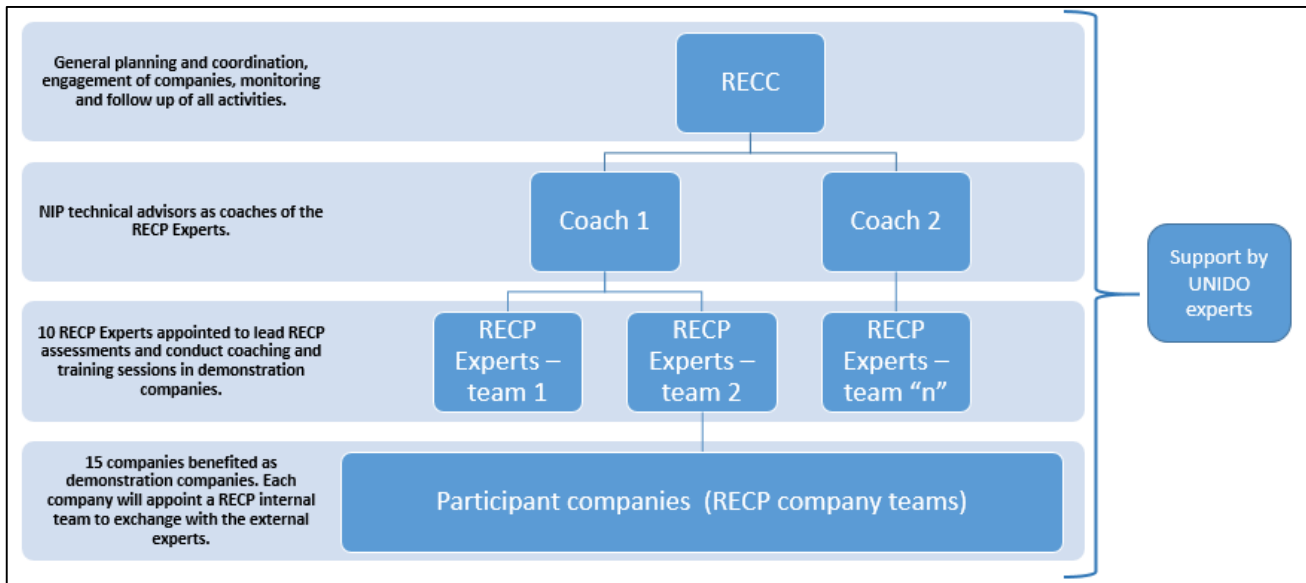 General planning and coordination,
engagement of companies, monitoring
and follow up of all activities.
RECC
NIP technical advisors as coaches of the
RECP Experts.
Coach 1
Coach 2
10 RECP Experts appointed to lead RECP
assessments and conduct coaching and
training sessions in demonstration
companies.
RECP
Experts –
team 1
RECP
Experts –
team 2
RECP
Experts –
team “n”
15 companies benefited as
demonstration companies. Each
company will appoint a RECP internal
team to exchange with the external
experts.
Participant companies (RECP company teams)
Support by
UNIDO
experts